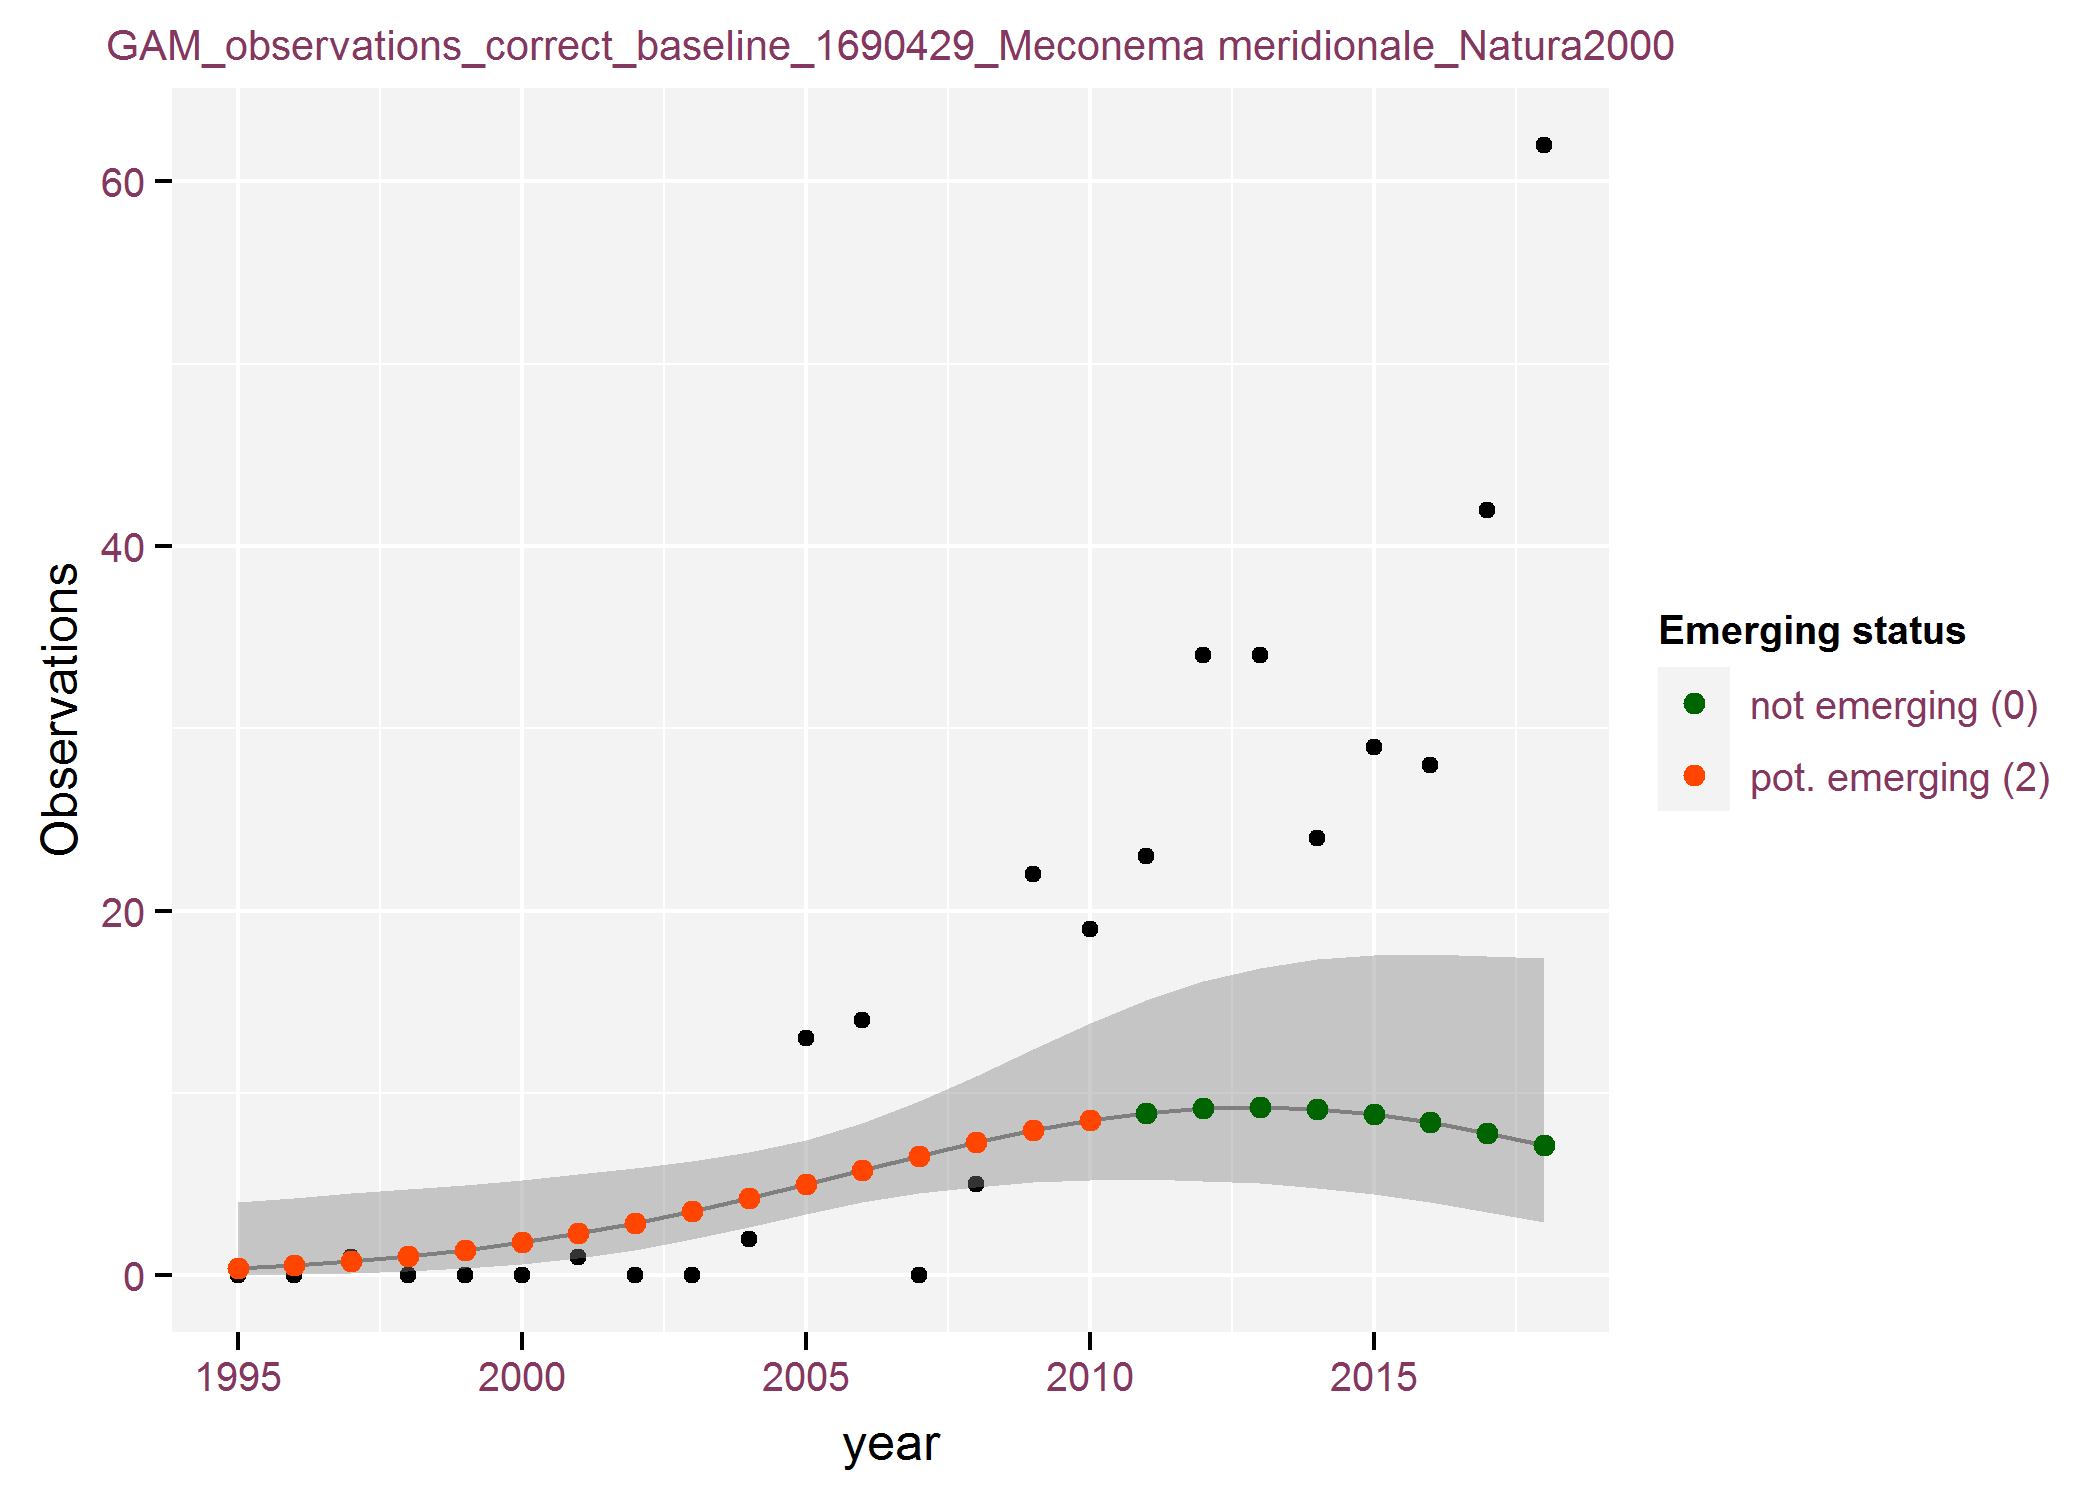 GAM_observations_correct_baseline_1690429_Meconema meridionale_Natura2000
60
40
20
0
Observations
1995 2000 2005 2010 2015
year
Emerging status
not emerging (0)
pot. emerging (2)